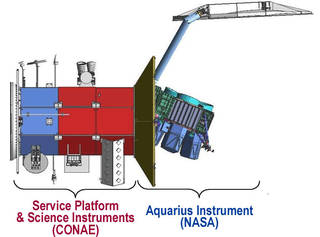 Service Platform
& Science Instruments
(CONAE)
Aquarius Instrument
(NASA)